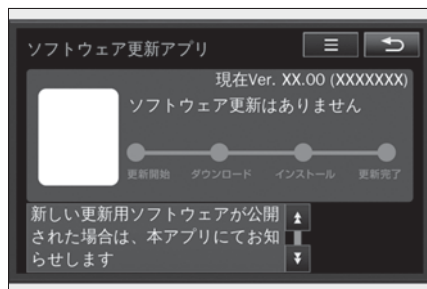 ソフトウェア更新アプリ
現在Ver. XX.00 (XXXXXXX)
ソフトウェア更新はありません
更新開始 ダウンロード インストール 更新完了
新しい更新用ソフトウェアが公開
された場合は、本アプリにてお知
らせします